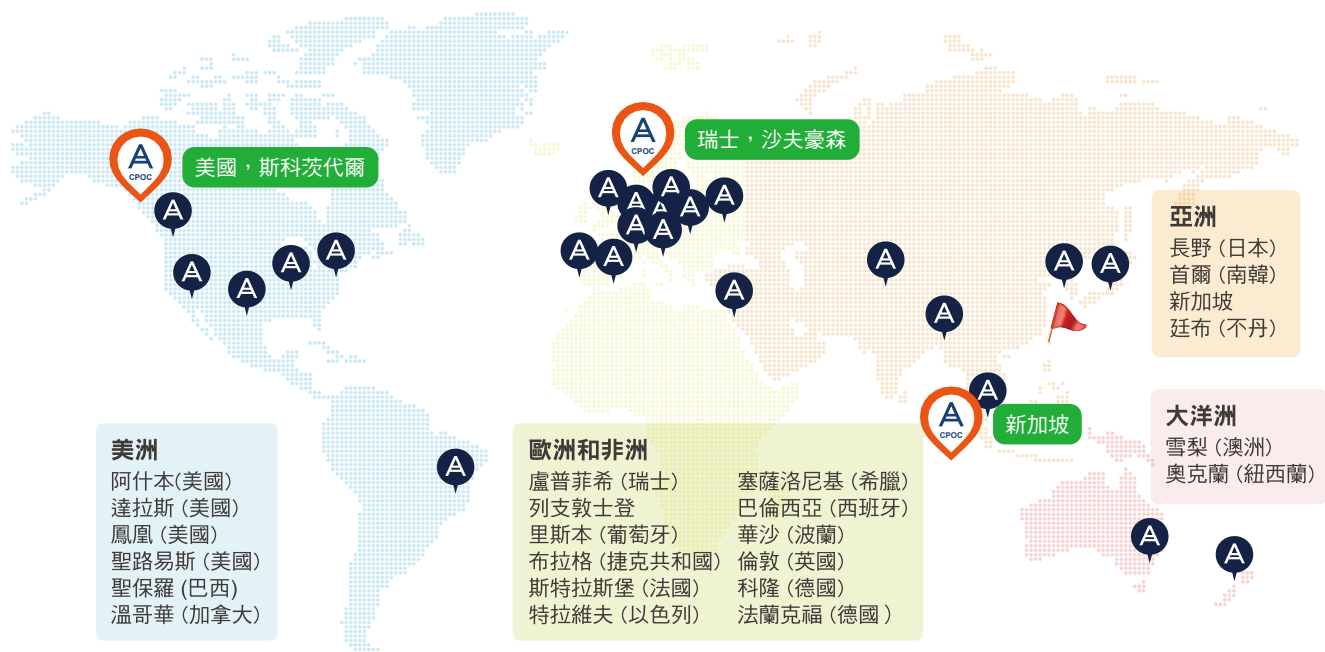 CPOC
美國,斯科茨代爾
CPOC
瑞士,沙夫豪森
亞洲
長野(日本)
首爾(南韓)
新加坡
廷布(不丹)
CPOC
新加坡
大洋洲
雪梨(澳洲)
奧克蘭(紐西蘭)
美洲
阿什本(美國)
達拉斯(美國)
鳳凰(美國)
聖路易斯(美國)
聖保羅 (巴西)
溫哥華(加拿大)
歐洲和非洲
盧普菲希(瑞士)
列支敦士登
里斯本(葡萄牙)
布拉格(捷克共和國)
斯特拉斯堡(法國)
特拉維夫(以色列)
塞薩洛尼基(希臘)
巴倫西亞(西班牙)
華沙(波蘭)
倫敦(英國)
科隆(德國)
法蘭克福(德國 )